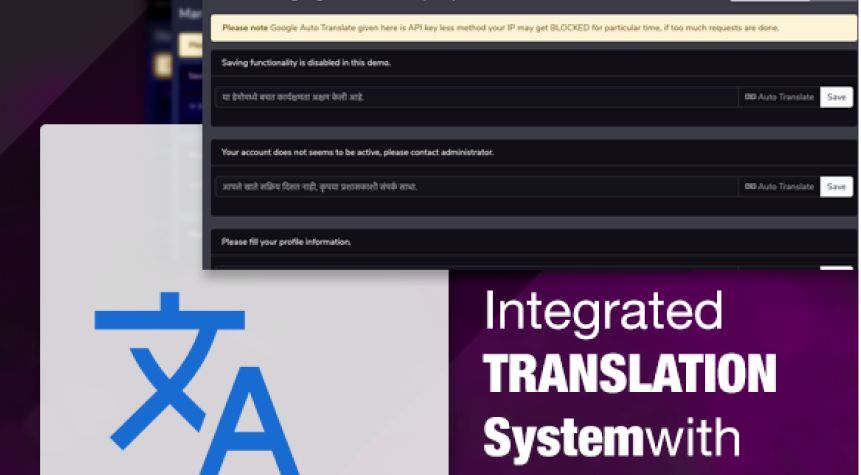 Please note Google Auto Translate given here is API key less method your IP may get BLOCKED for particular time, if too much requests are done.
Saving functionality is disabled in this demo.
या डेमोमध्ये बचत कार्यक्षमता अक्षम केली आहे.
Auto Translate
Save
Your account does not seems to be active, please contact administrator.
आपले खाते सक्रिय दिसत नाही, कृपया प्रशासकाशी संपर्क साधा.
Auto Translate
Save
Please fill your profile information.
文A
Integrated
TRANSLATION
Systemwith